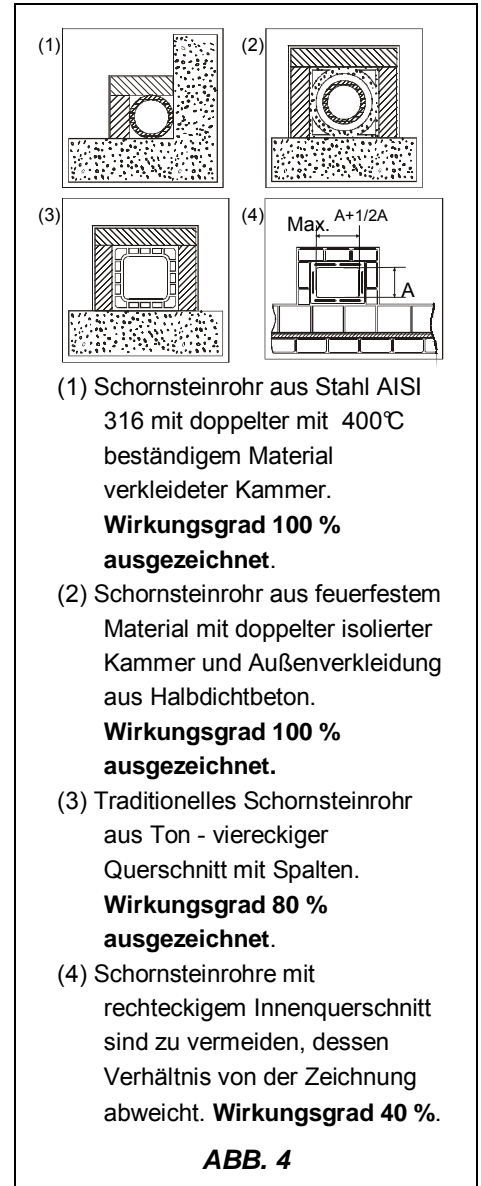 (1)
(2)
(3)
(4)
Max. A+1/2A
A
(1) Schornsteinrohr aus Stahl AISI
316 mit doppelter mit 400℃
beständigem Material
verkleideter Kammer.
Wirkungsgrad 100 %
ausgezeichnet.
(2) Schornsteinrohr aus feuerfestem
Material mit doppelter isolierter
Kammer und Außenverkleidung
aus Halbdichtbeton.
Wirkungsgrad 100 %
ausgezeichnet.
(3) Traditionelles Schornsteinrohr
aus Ton - viereckiger
Querschnitt mit Spalten.
Wirkungsgrad 80 %
ausgezeichnet.
(4) Schornsteinrohre mit
rechteckigem Innenquerschnitt
sind zu vermeiden, dessen
Verhältnis von der Zeichnung
abweicht. Wirkungsgrad 40 %.
ABB. 4